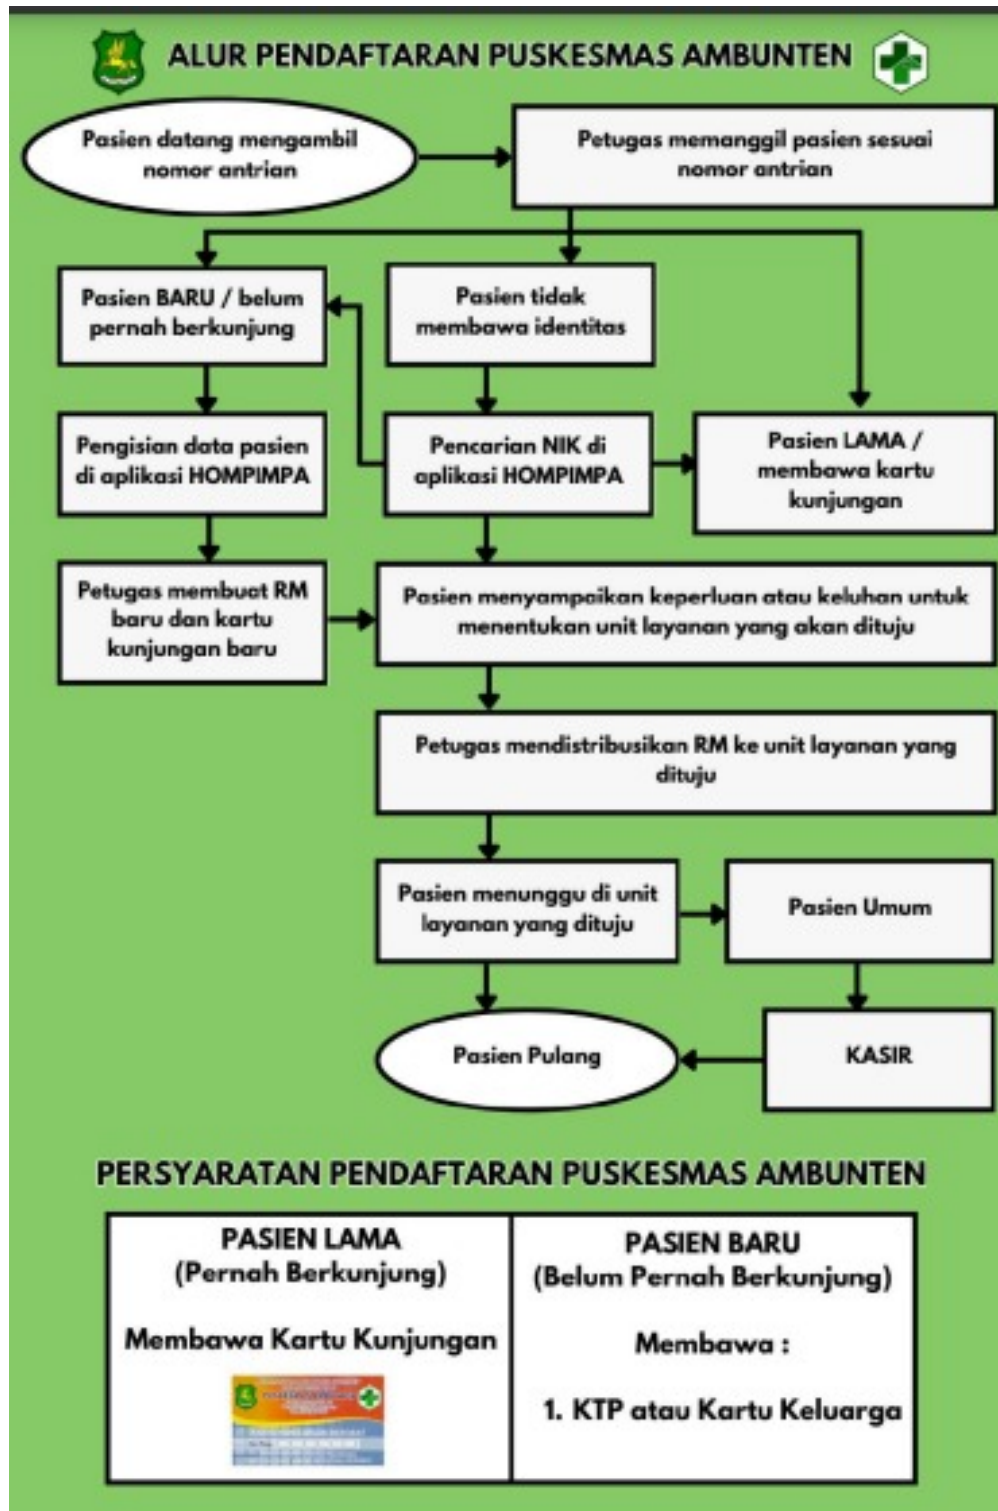 ALUR PENDAFTARAN PUSKESMAS AMBUNTEN
Pasien datang mengambil
nomor antrian
Petugas memanggil pasien sesuai
nomor antrian
Pasien BARU / belum
pernah berkunjung
Pasien tidak
membawa identitas
Pengisian data pasien
di aplikasi HOMPIMPA
Pencarian NIK di
aplikasi HOMPIMPA
Pasien LAMA /
membawa kartu
kunjungan
Petugas membuat RM
baru dan kartu
kunjungan baru
Pasien menyampaikan keperluan atau keluhan untuk
menentukan unit layanan yang akan dituju
Petugas mendistribusikan RM ke unit layanan yang
dituju
Pasien menunggu di unit
layanan yang dituju
Pasien Umum
Pasien Pulang
KASIR
PERSYARATAN PENDAFTARAN PUSKESMAS AMBUNTEN
PASIEN LAMA
(Pernah Berkunjung)
Membawa Kartu Kunjungan
PASIEN BARU
(Belum Pernah Berkunjung)
Membawa :
1. KTP atau Kartu Keluarga